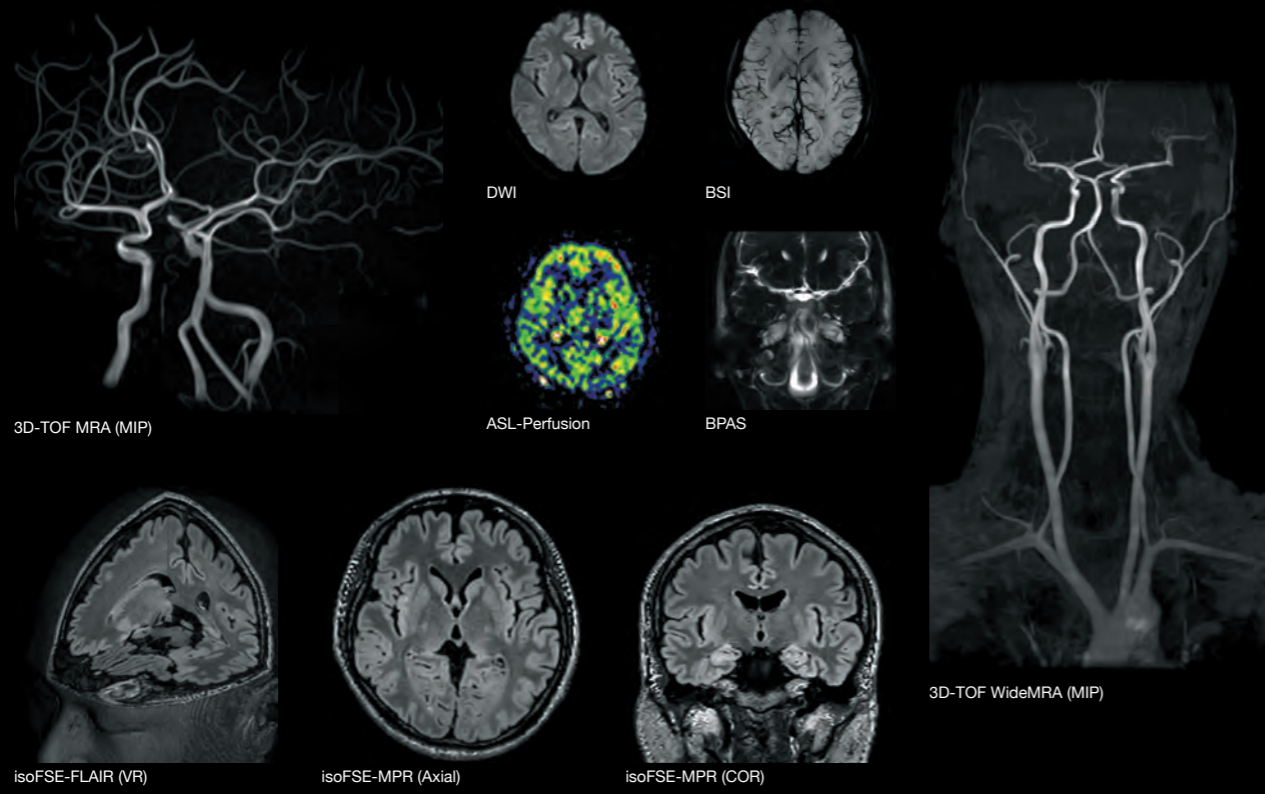 DWI
BSI
3D-TOF MRA (MIP)
ASL-Perfusion
BPAS
3D-TOF WideMRA (MIP)
isoFSE-FLAIR (VR)
isoFSE-MPR (Axial)
isoFSE-MPR (COR)